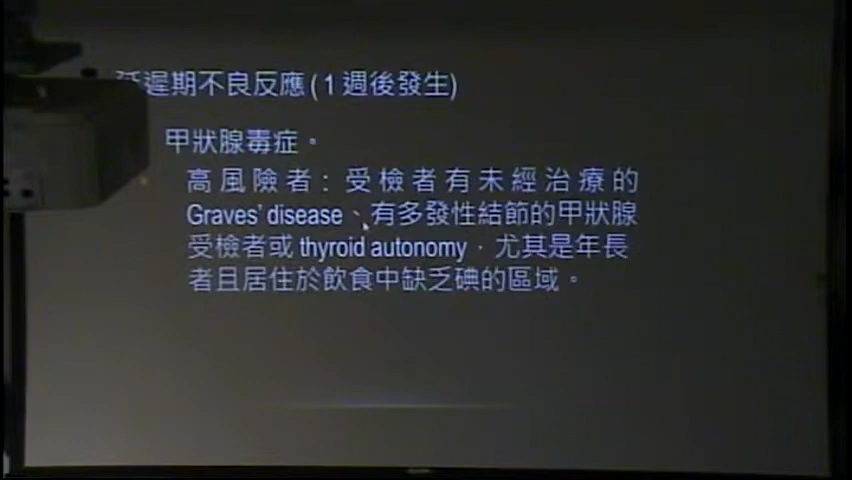 延遲期不良反應 ( 1 週後發生)
甲狀腺毒症。
高風險者：受檢者有未經治療的
Graves' disease、有多發性結節的甲狀腺
受檢者或 thyroid autonomy，尤其是年長
者且居住於飲食中缺乏碘的區域。